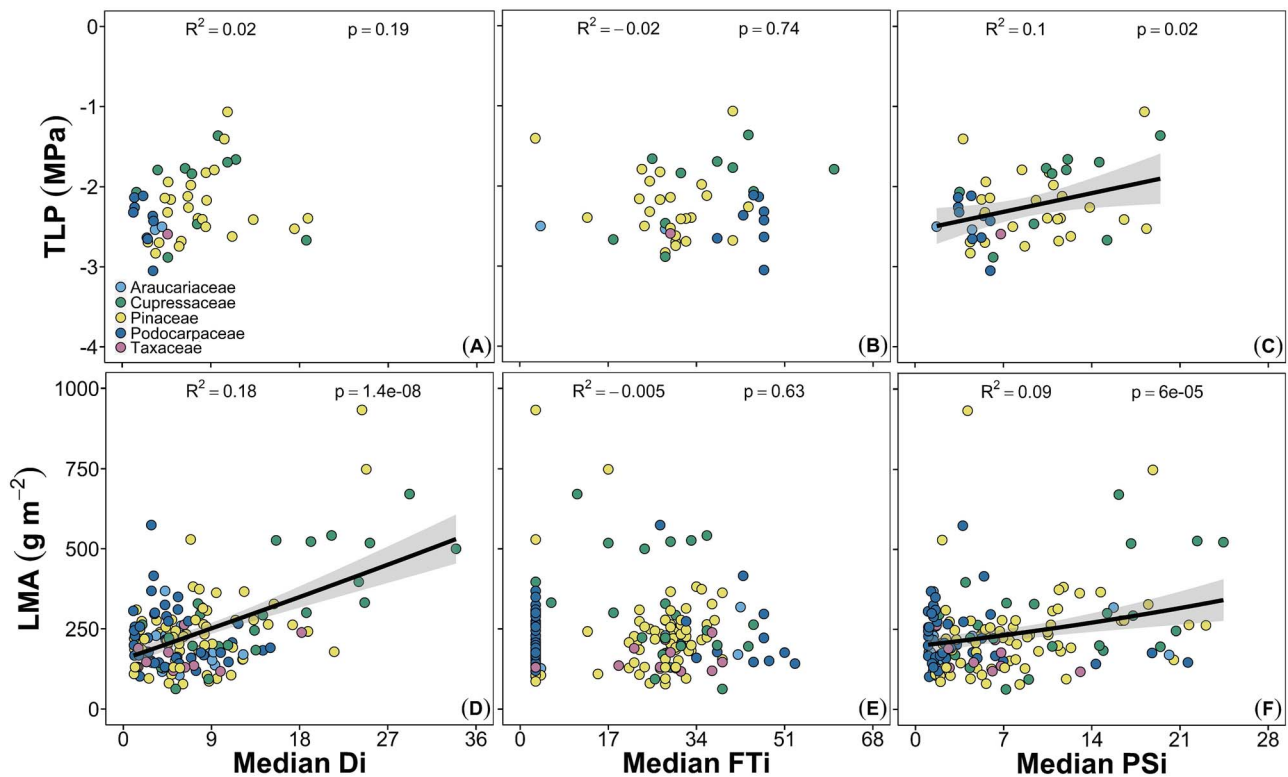 R² = 0.02 p = 0.19
R² = −0.02 p = 0.74
R² = 0.1 p = 0.02
0
-1
-2
-3
-4
TLP (MPa)
Araucariaceae
Cupressaceae
Pinaceae
Podocarpaceae
Taxaceae
(A)
(B)
(C)
R² = 0.18 p = 1.4e-08
R² = −0.005 p = 0.63
R² = 0.09 p = 6e-05
1000
750
500
250
0
LMA (g m⁻²)
(D)
(E)
(F)
0 9 18 27 36
0 17 34 51 68
0 7 14 21 28
Median Di
Median FTi
Median PSi